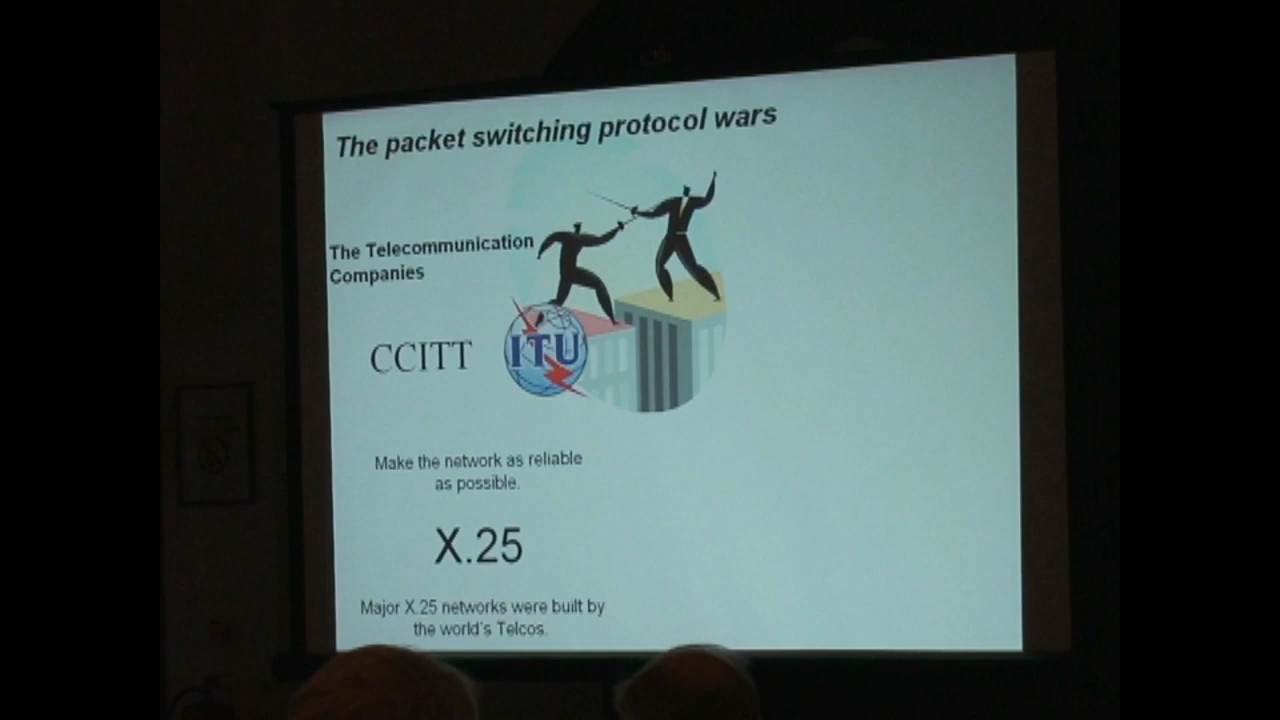 The packet switching protocol wars
The Telecommunication
Companies
CCITT
ITU
Make the network as reliable
as possible.
X.25
Major X.25 networks were built by
the world's Telcos.